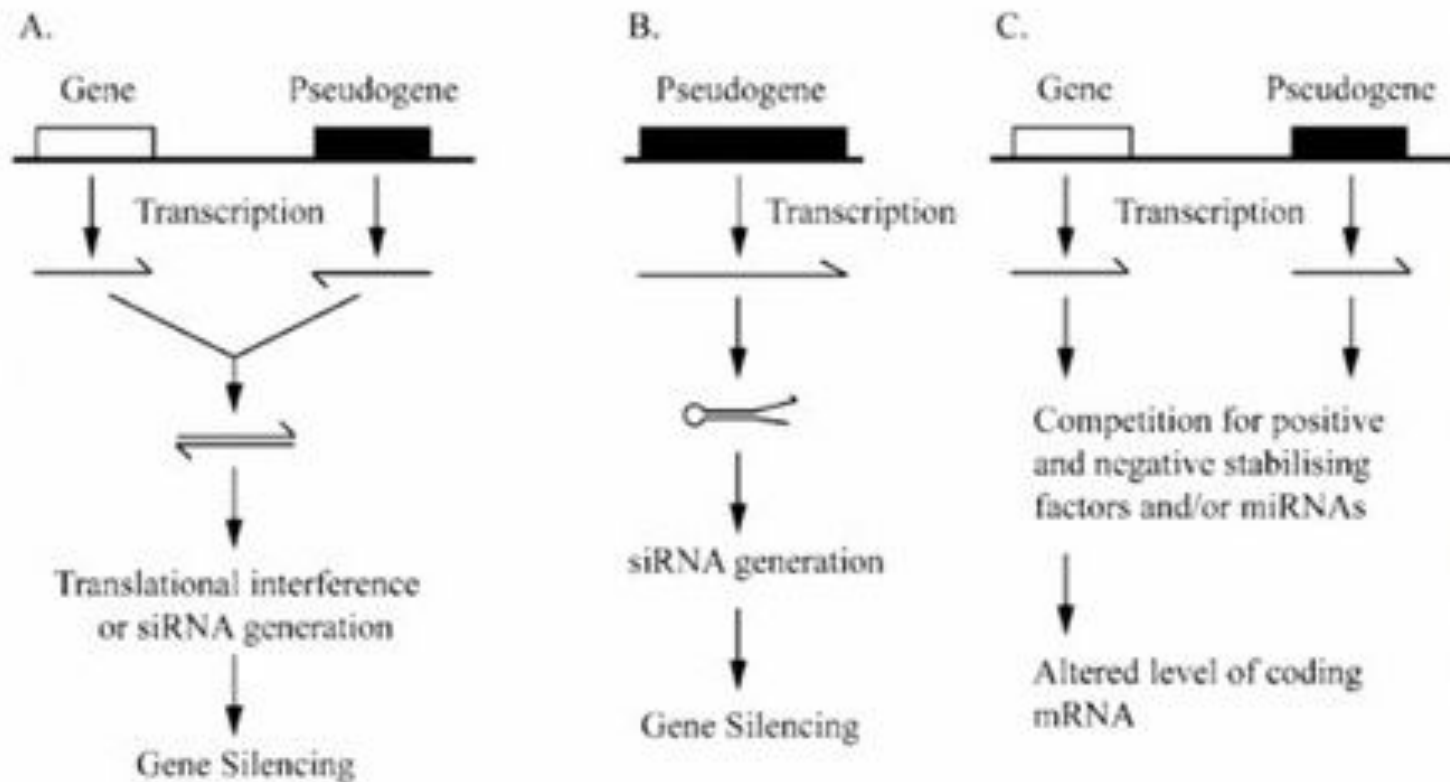 A.
Gene Pseudogene
Transcription
Translational interference
or siRNA generation
Gene Silencing
B.
Pseudogene
Transcription
siRNA generation
Gene Silencing
C.
Gene Pseudogene
Transcription
Competition for positive
and negative stabilising
factors and/or miRNAs
Altered level of coding
mRNA